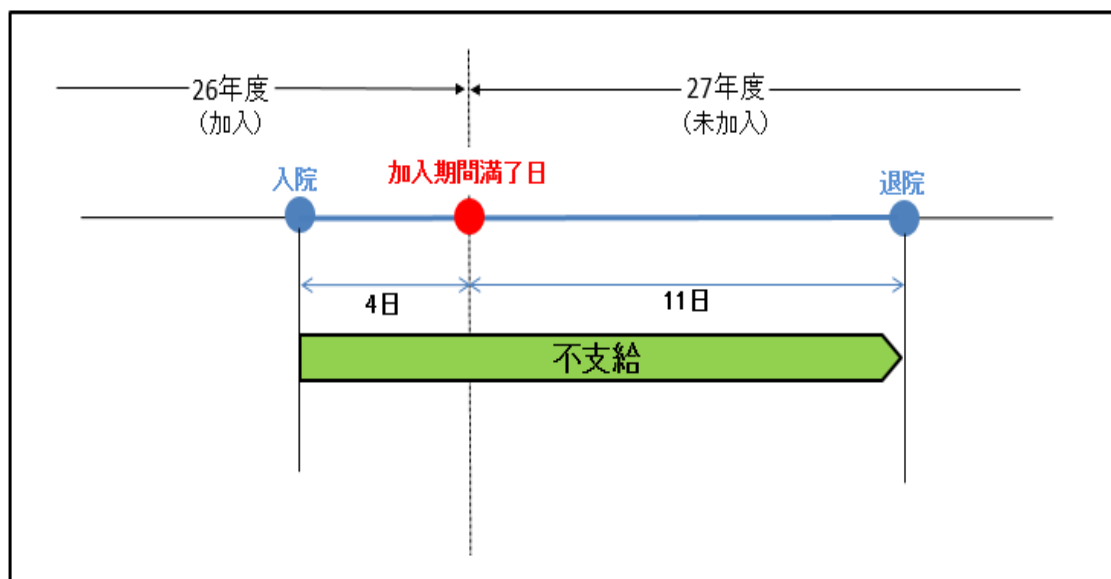 26年度
(加入)
27年度
(未加入)
入院
加入期間満了日
退院
4日
11日
不支給